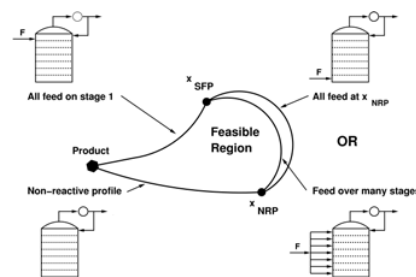 F
All feed on stage 1
x SFP
F
All feed at x NRP
Feasible
Region
OR
Product
Non-reactive profile
Feed over many stages
x NRP
F